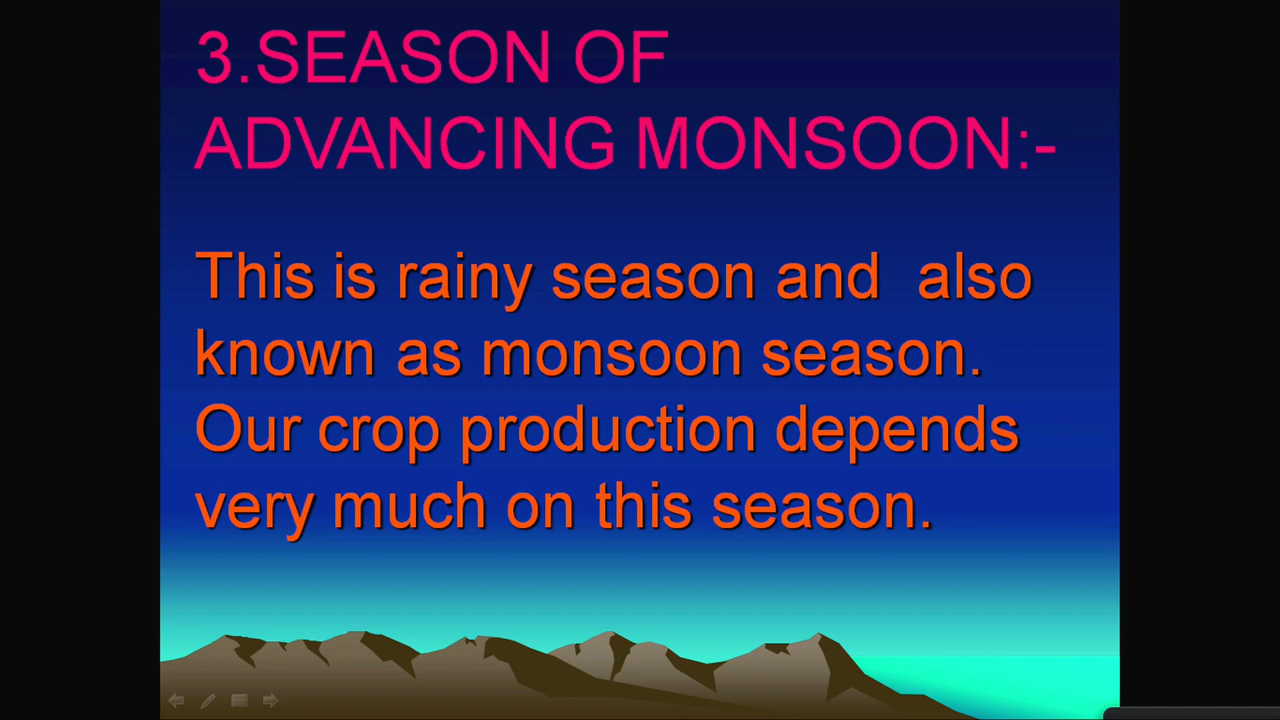 3.SEASON OF
ADVANCING MONSOON:-
This is rainy season and  also
known as monsoon season.
Our crop production depends
very much on this season.